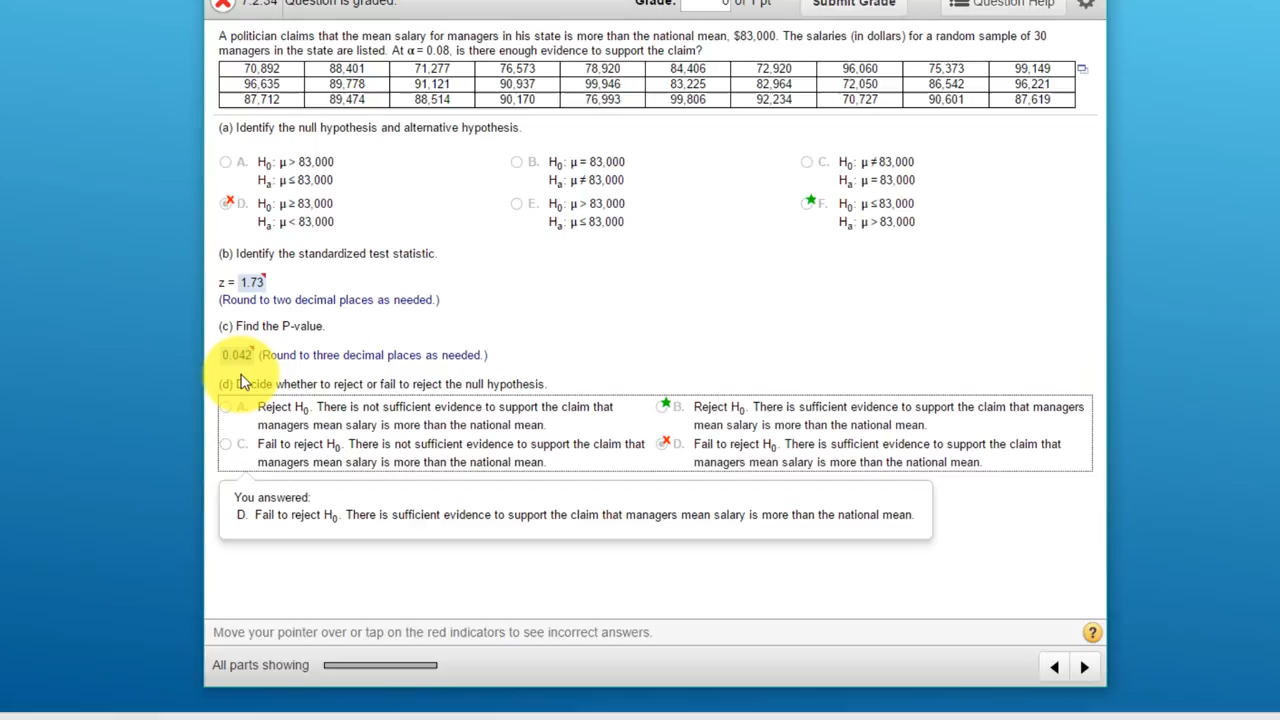 7.2.34 Question is graded.
Grade: 0 of 1 pt
Submit Grade
Question Help
A politician claims that the mean salary for managers in his state is more than the national mean, $83,000. The salaries (in dollars) for a random sample of 30
managers in the state are listed. At α = 0.08, is there enough evidence to support the claim?
70,892 88,401 71,277 76,573 78,920 84,406 72,920 96,060 75,373 99,149
96,635 89,778 91,121 90,937 99,946 83,225 82,964 72,050 86,542 96,221
87,712 89,474 88,514 90,170 76,993 99,806 92,234 70,727 90,601 87,619
(a) Identify the null hypothesis and alternative hypothesis.
A. H0: μ > 83,000
Ha: μ ≤ 83,000
B. H0: μ = 83,000
Ha: μ ≠ 83,000
C. H0: μ ≠ 83,000
Ha: μ = 83,000
D. H0: μ ≥ 83,000
Ha: μ < 83,000
E. H0: μ > 83,000
Ha: μ ≤ 83,000
F. H0: μ ≤ 83,000
Ha: μ > 83,000
(b) Identify the standardized test statistic.
z = 1.73
(Round to two decimal places as needed.)
(c) Find the P-value.
0.042 (Round to three decimal places as needed.)
(d) Decide whether to reject or fail to reject the null hypothesis.
A. Reject H0. There is not sufficient evidence to support the claim that
managers mean salary is more than the national mean.
B. Reject H0. There is sufficient evidence to support the claim that managers
mean salary is more than the national mean.
C. Fail to reject H0. There is not sufficient evidence to support the claim that
managers mean salary is more than the national mean.
D. Fail to reject H0. There is sufficient evidence to support the claim that
managers mean salary is more than the national mean.
You answered:
D. Fail to reject H0. There is sufficient evidence to support the claim that managers mean salary is more than the national mean.
Move your pointer over or tap on the red indicators to see incorrect answers.
?
All parts showing